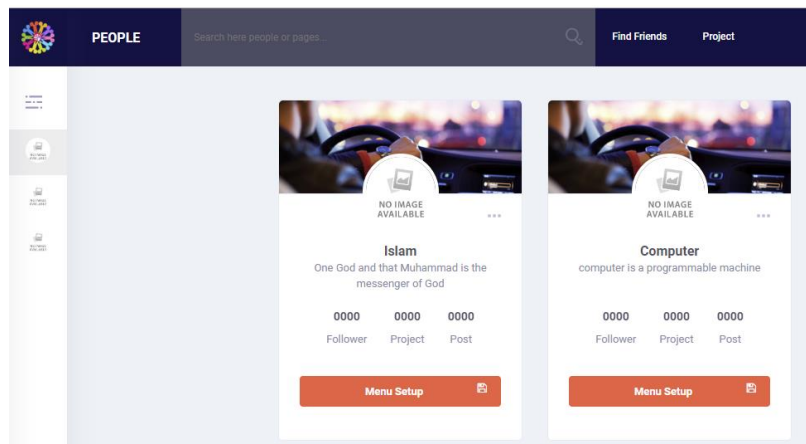 PEOPLE
Search here people or pages...
Find Friends
Project
NO IMAGE
AVAILABLE
Islam
One God and that Muhammad is the
messenger of God
0000 0000 0000
Follower Project Post
Menu Setup
NO IMAGE
AVAILABLE
Computer
computer is a programmable machine
0000 0000 0000
Follower Project Post
Menu Setup